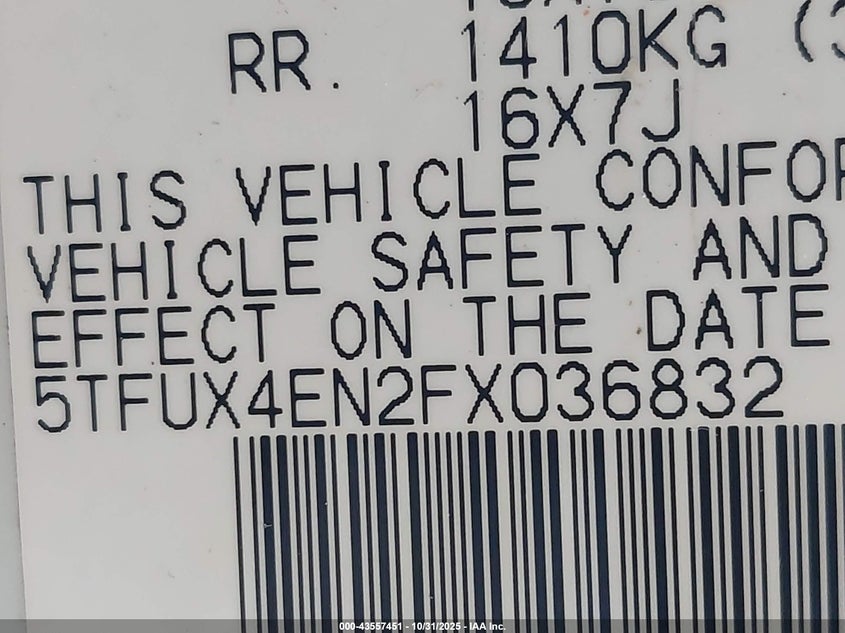 RR. 1410KG (3
16X7J
THIS VEHICLE CONFOR
VEHICLE SAFETY AND
EFFECT ON THE DATE
5TFUX4EN2FX036832
000-43557451 - 10/31/2025 - IAA Inc.